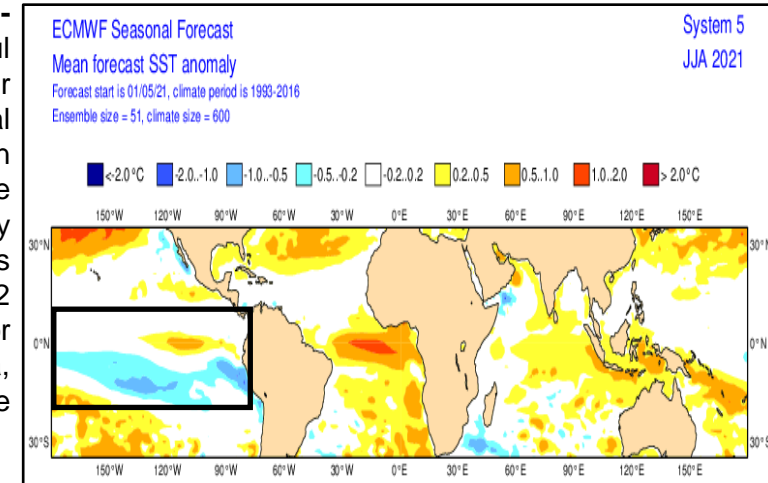 ECMWF Seasonal Forecast
System 5
Mean forecast SST anomaly
JJA 2021
Forecast start is 01/05/21, climate period is 1993-2016
Ensemble size = 51, climate size = 600
<-2.0°C -2.0..-1.0 -1.0..-0.5 -0.5..-0.2 -0.2..0.2 0.2..0.5 0.5..1.0 1.0..2.0 > 2.0°C
150°W 120°W 90°W 60°W 30°W 0°E 30°E 60°E 90°E 120°E 150°E
30°N 30°N
0°N 0°N
30°S 30°S
150°W 120°W 90°W 60°W 30°W 0°E 30°E 60°E 90°E 120°E 150°E